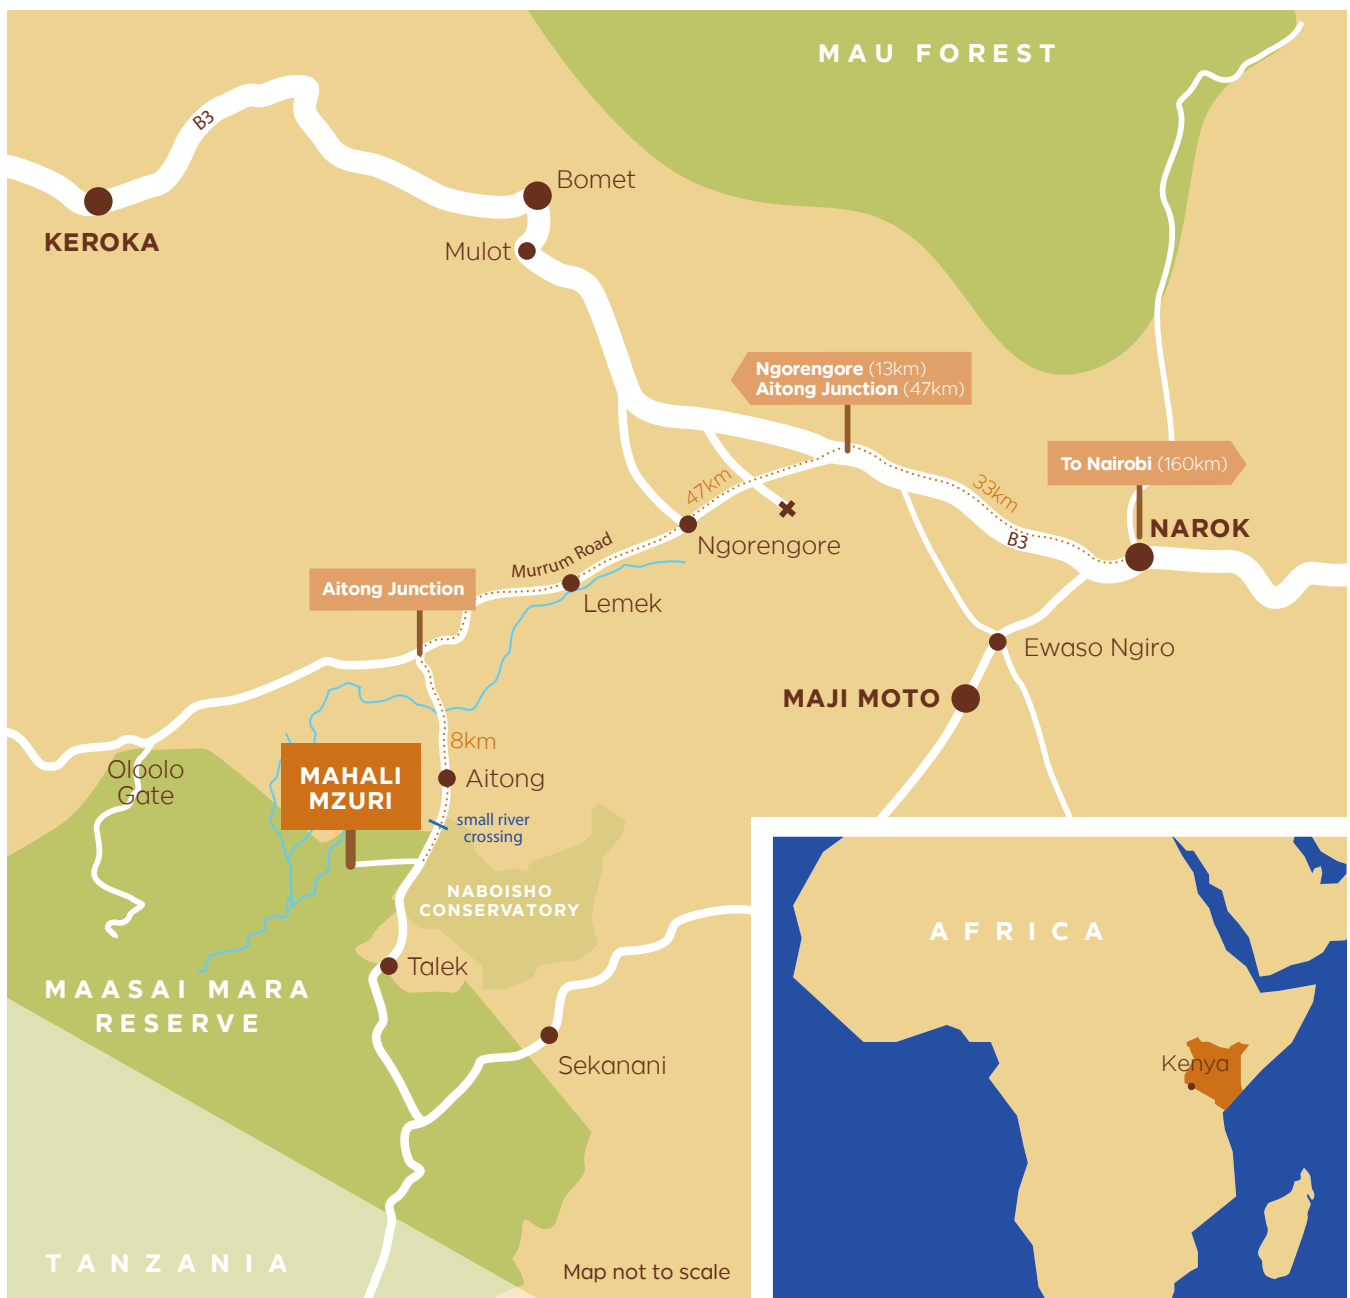 MAU FOREST
B3
Bomet
KEROKA
Mulot
Ngorengore (13km)
Aitong Junction (47km)
To Nairobi (160km)
47km
33km
NAROK
B3
Ngorengore
Murrum Road
Aitong Junction
Lemek
Ewaso Ngiro
MAJI MOTO
8km
Oloolo
Gate
MAHALI
MZURI
Aitong
small river
crossing
NABOISHO
CONSERVATORY
AFRICA
Talek
MAASAI MARA
RESERVE
Sekanani
Kenya
TANZANIA
Map not to scale